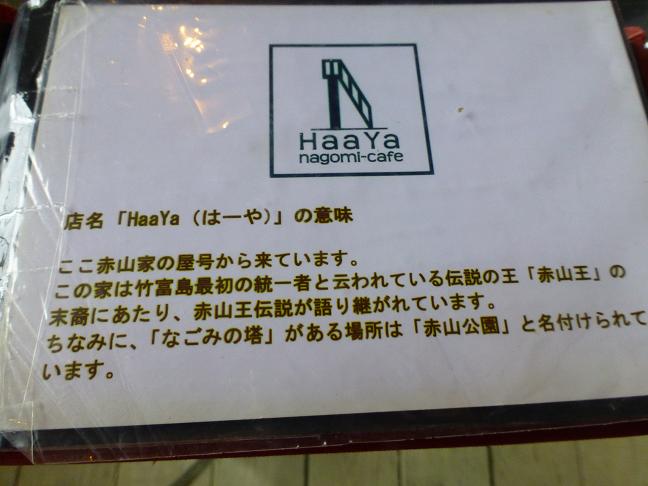 HaaYa
nagomi-cafe
店名「HaaYa（はーや）」の意味
ここ赤山家の屋号から来ています。
この家は竹富島最初の統一者と云われている伝説の王「赤山王」の
末裔にあたり、赤山王伝説が語り継がれています。
ちなみに、「なごみの塔」がある場所は「赤山公園」と名付けられて
います。